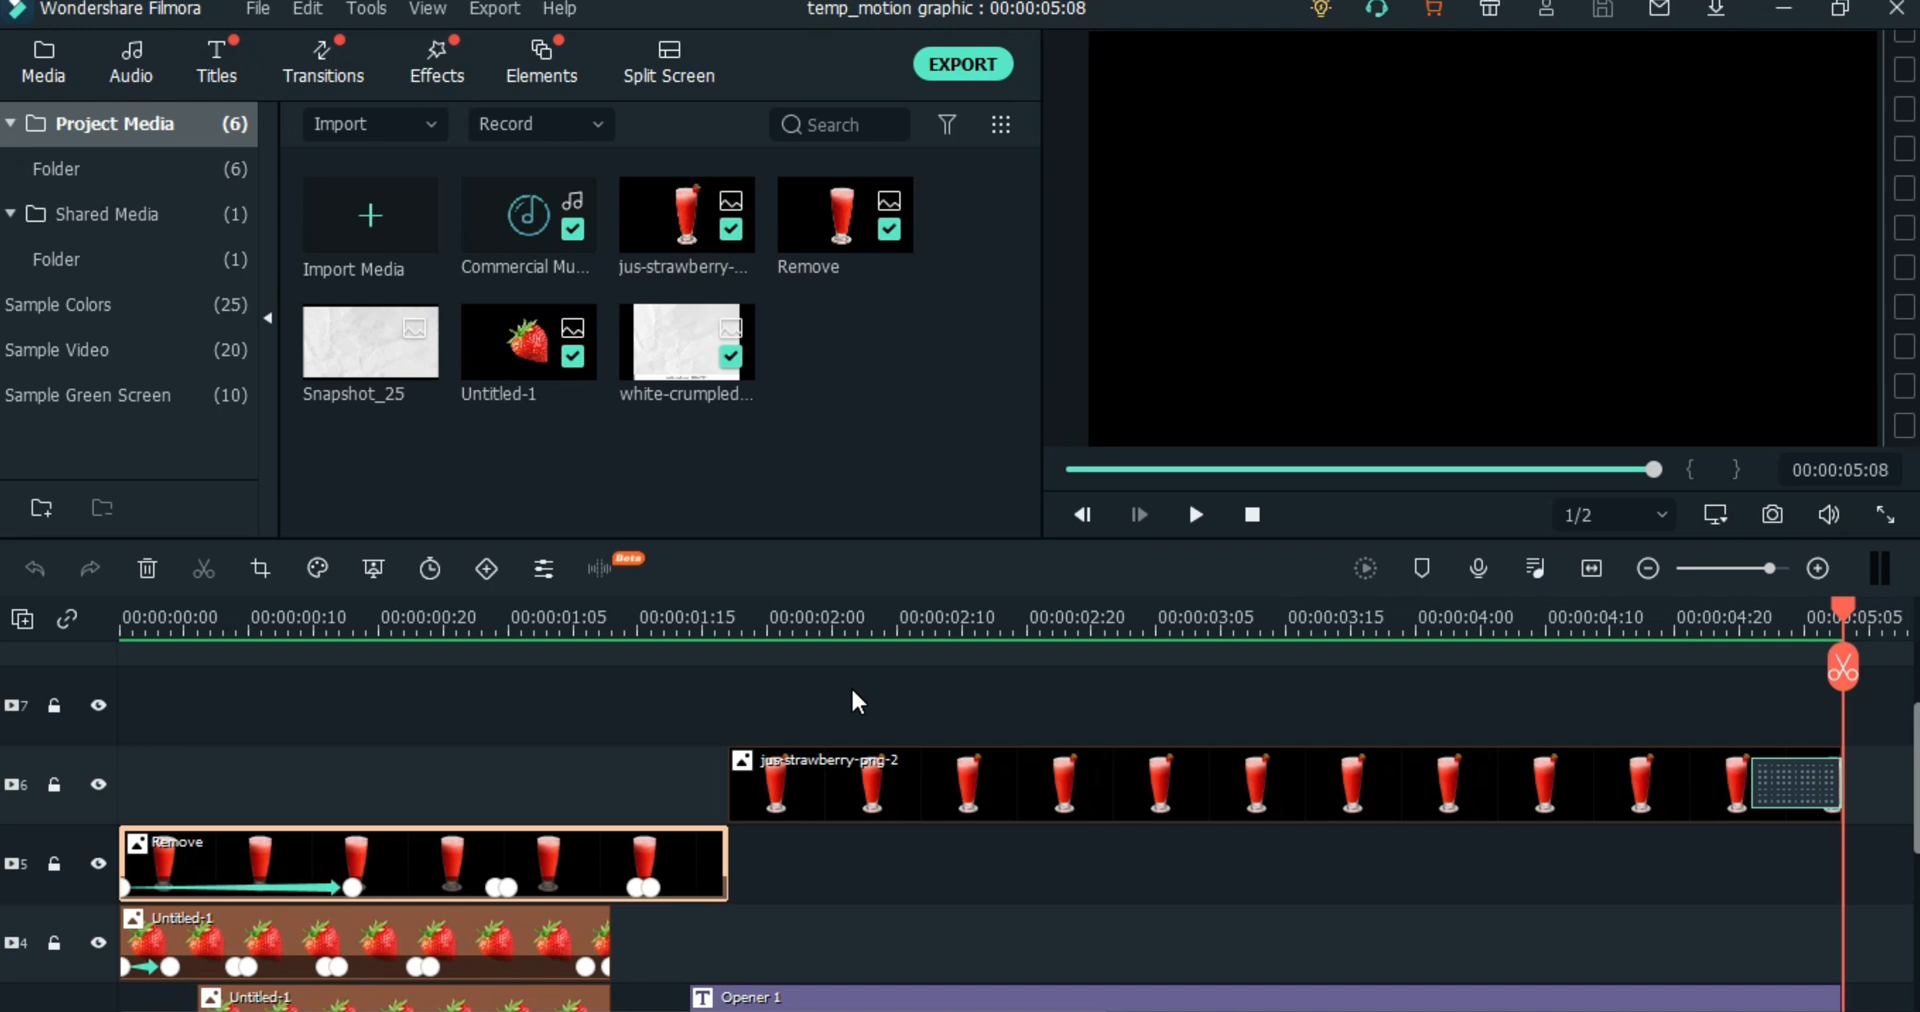 Wondershare Filmora File Edit Tools View Export Help temp_motion graphic : 00:00:05:08
Media Audio Titles Transitions Effects Elements Split Screen EXPORT
Project Media (6)
Folder (6)
Shared Media (1)
Folder (1)
Sample Colors (25)
Sample Video (20)
Sample Green Screen (10)
Import Record Search
Import Media Commercial Mu... jus-strawberry-... Remove
Snapshot_25 Untitled-1 white-crumpled...
{ } 00:00:05:08
1/2
Beta
00:00:00:00 00:00:00:10 00:00:00:20 00:00:01:05 00:00:01:15 00:00:02:00 00:00:02:10 00:00:02:20 00:00:03:05 00:00:03:15 00:00:04:00 00:00:04:10 00:00:04:20 00:00:05:05
7
6 jus-strawberry-png-2
5 Remove
4 Untitled-1
Untitled-1 T Opener 1